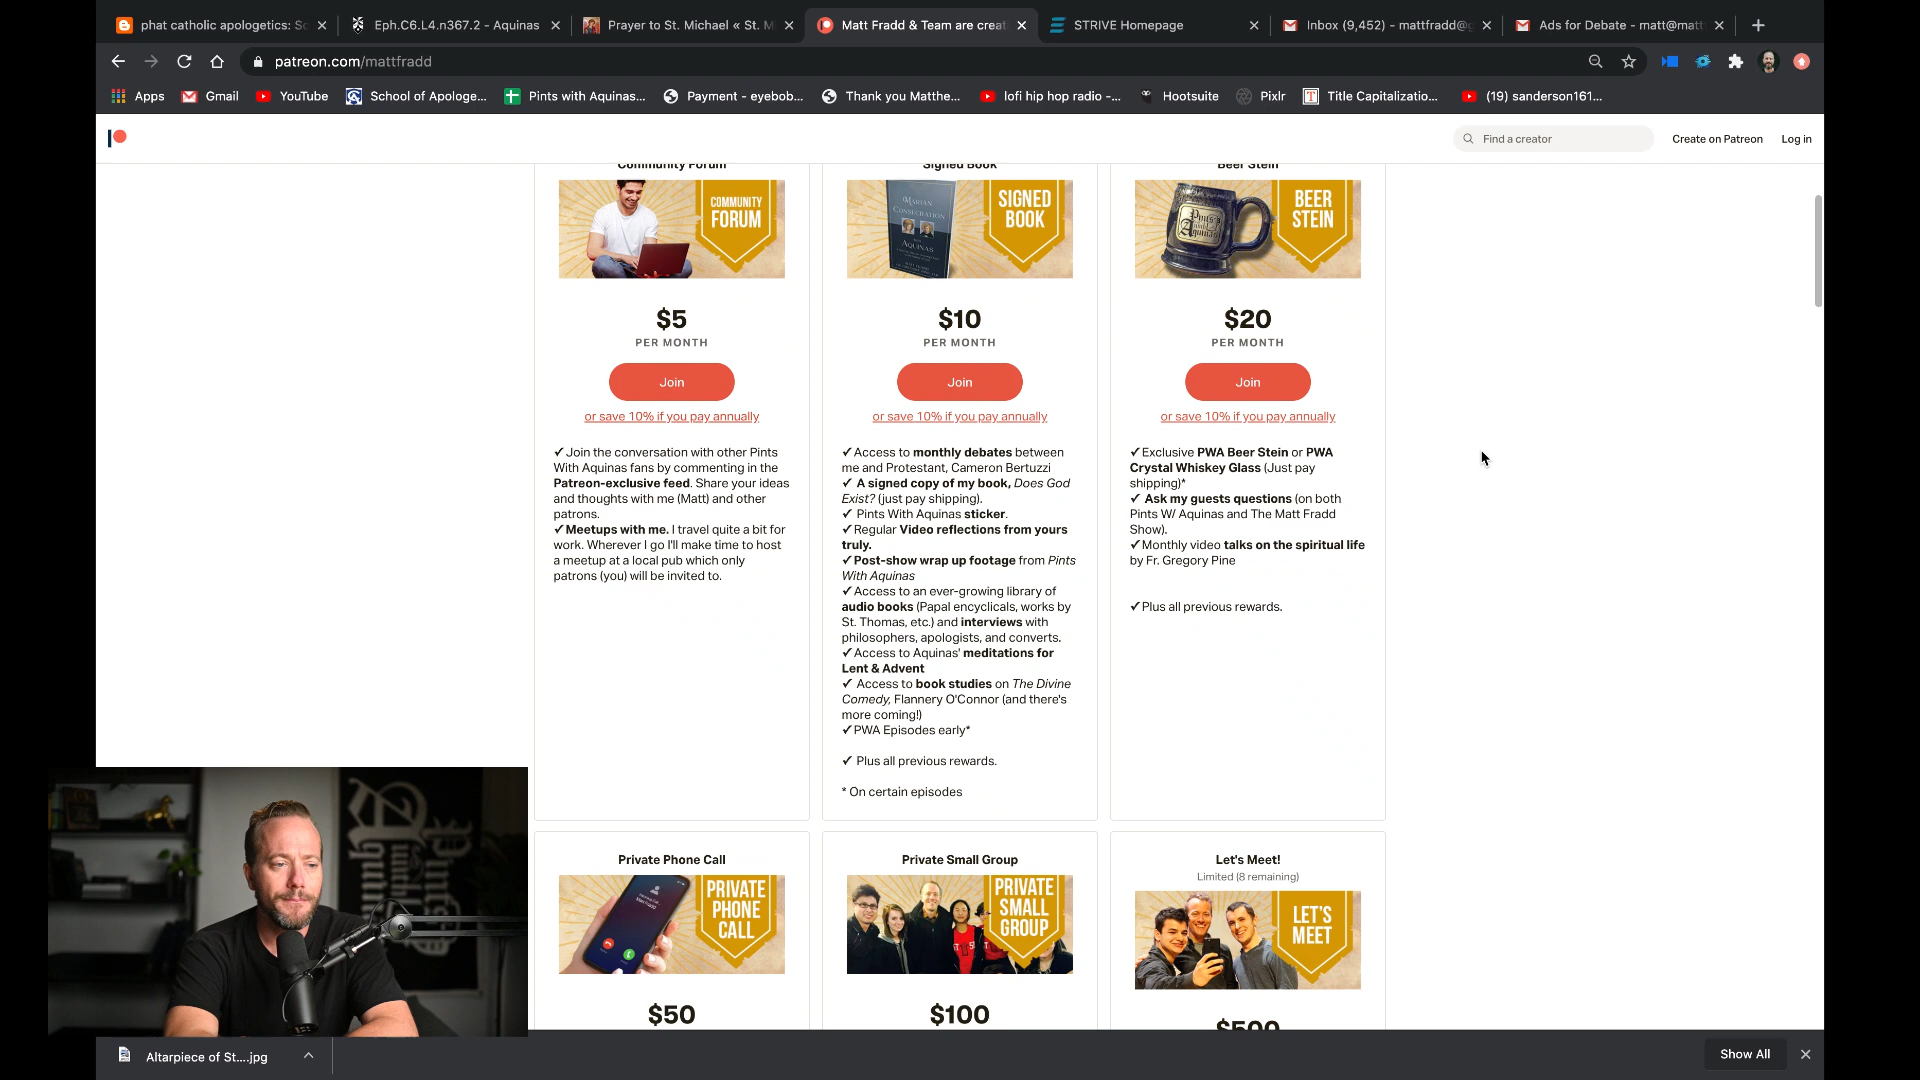 phat catholic apologetics: Sc
Eph.C6.L4.n367.2 - Aquinas
Prayer to St. Michael « St. M
Matt Fradd & Team are creat
STRIVE Homepage
Inbox (9,452) - mattfradd@g
Ads for Debate - matt@matt
patreon.com/mattfradd
Apps
Gmail
YouTube
School of Apologe...
Pints with Aquinas...
Payment - eyebob...
Thank you Matthe...
lofi hip hop radio -...
Hootsuite
Pixlr
Title Capitalizatio...
(19) sanderson161...
Find a creator
Create on Patreon
Log in
Community Forum
COMMUNITY
FORUM
$5
PER MONTH
Join
or save 10% if you pay annually
✓Join the conversation with other Pints
With Aquinas fans by commenting in the
Patreon-exclusive feed. Share your ideas
and thoughts with me (Matt) and other
patrons.
✓Meetups with me. I travel quite a bit for
work. Wherever I go I'll make time to host
a meetup at a local pub which only
patrons (you) will be invited to.
Signed Book
MARIAN
CONSECRATION
AQUINAS
SIGNED
BOOK
$10
PER MONTH
Join
or save 10% if you pay annually
✓Access to monthly debates between
me and Protestant, Cameron Bertuzzi
✓ A signed copy of my book, Does God
Exist? (just pay shipping).
✓ Pints With Aquinas sticker.
✓Regular Video reflections from yours
truly.
✓Post-show wrap up footage from Pints
With Aquinas
✓Access to an ever-growing library of
audio books (Papal encyclicals, works by
St. Thomas, etc.) and interviews with
philosophers, apologists, and converts.
✓Access to Aquinas' meditations for
Lent & Advent
✓ Access to book studies on The Divine
Comedy, Flannery O'Connor (and there's
more coming!)
✓PWA Episodes early*
✓ Plus all previous rewards.
* On certain episodes
Beer Stein
Pints
With
Aquinas
BEER
STEIN
$20
PER MONTH
Join
or save 10% if you pay annually
✓Exclusive PWA Beer Stein or PWA
Crystal Whiskey Glass (Just pay
shipping)*
✓ Ask my guests questions (on both
Pints W/ Aquinas and The Matt Fradd
Show).
✓Monthly video talks on the spiritual life
by Fr. Gregory Pine
✓Plus all previous rewards.
Private Phone Call
PRIVATE
PHONE
CALL
$50
Private Small Group
PRIVATE
SMALL
GROUP
$100
Let's Meet!
Limited (8 remaining)
LET'S
MEET
$500
Altarpiece of St....jpg
Show All